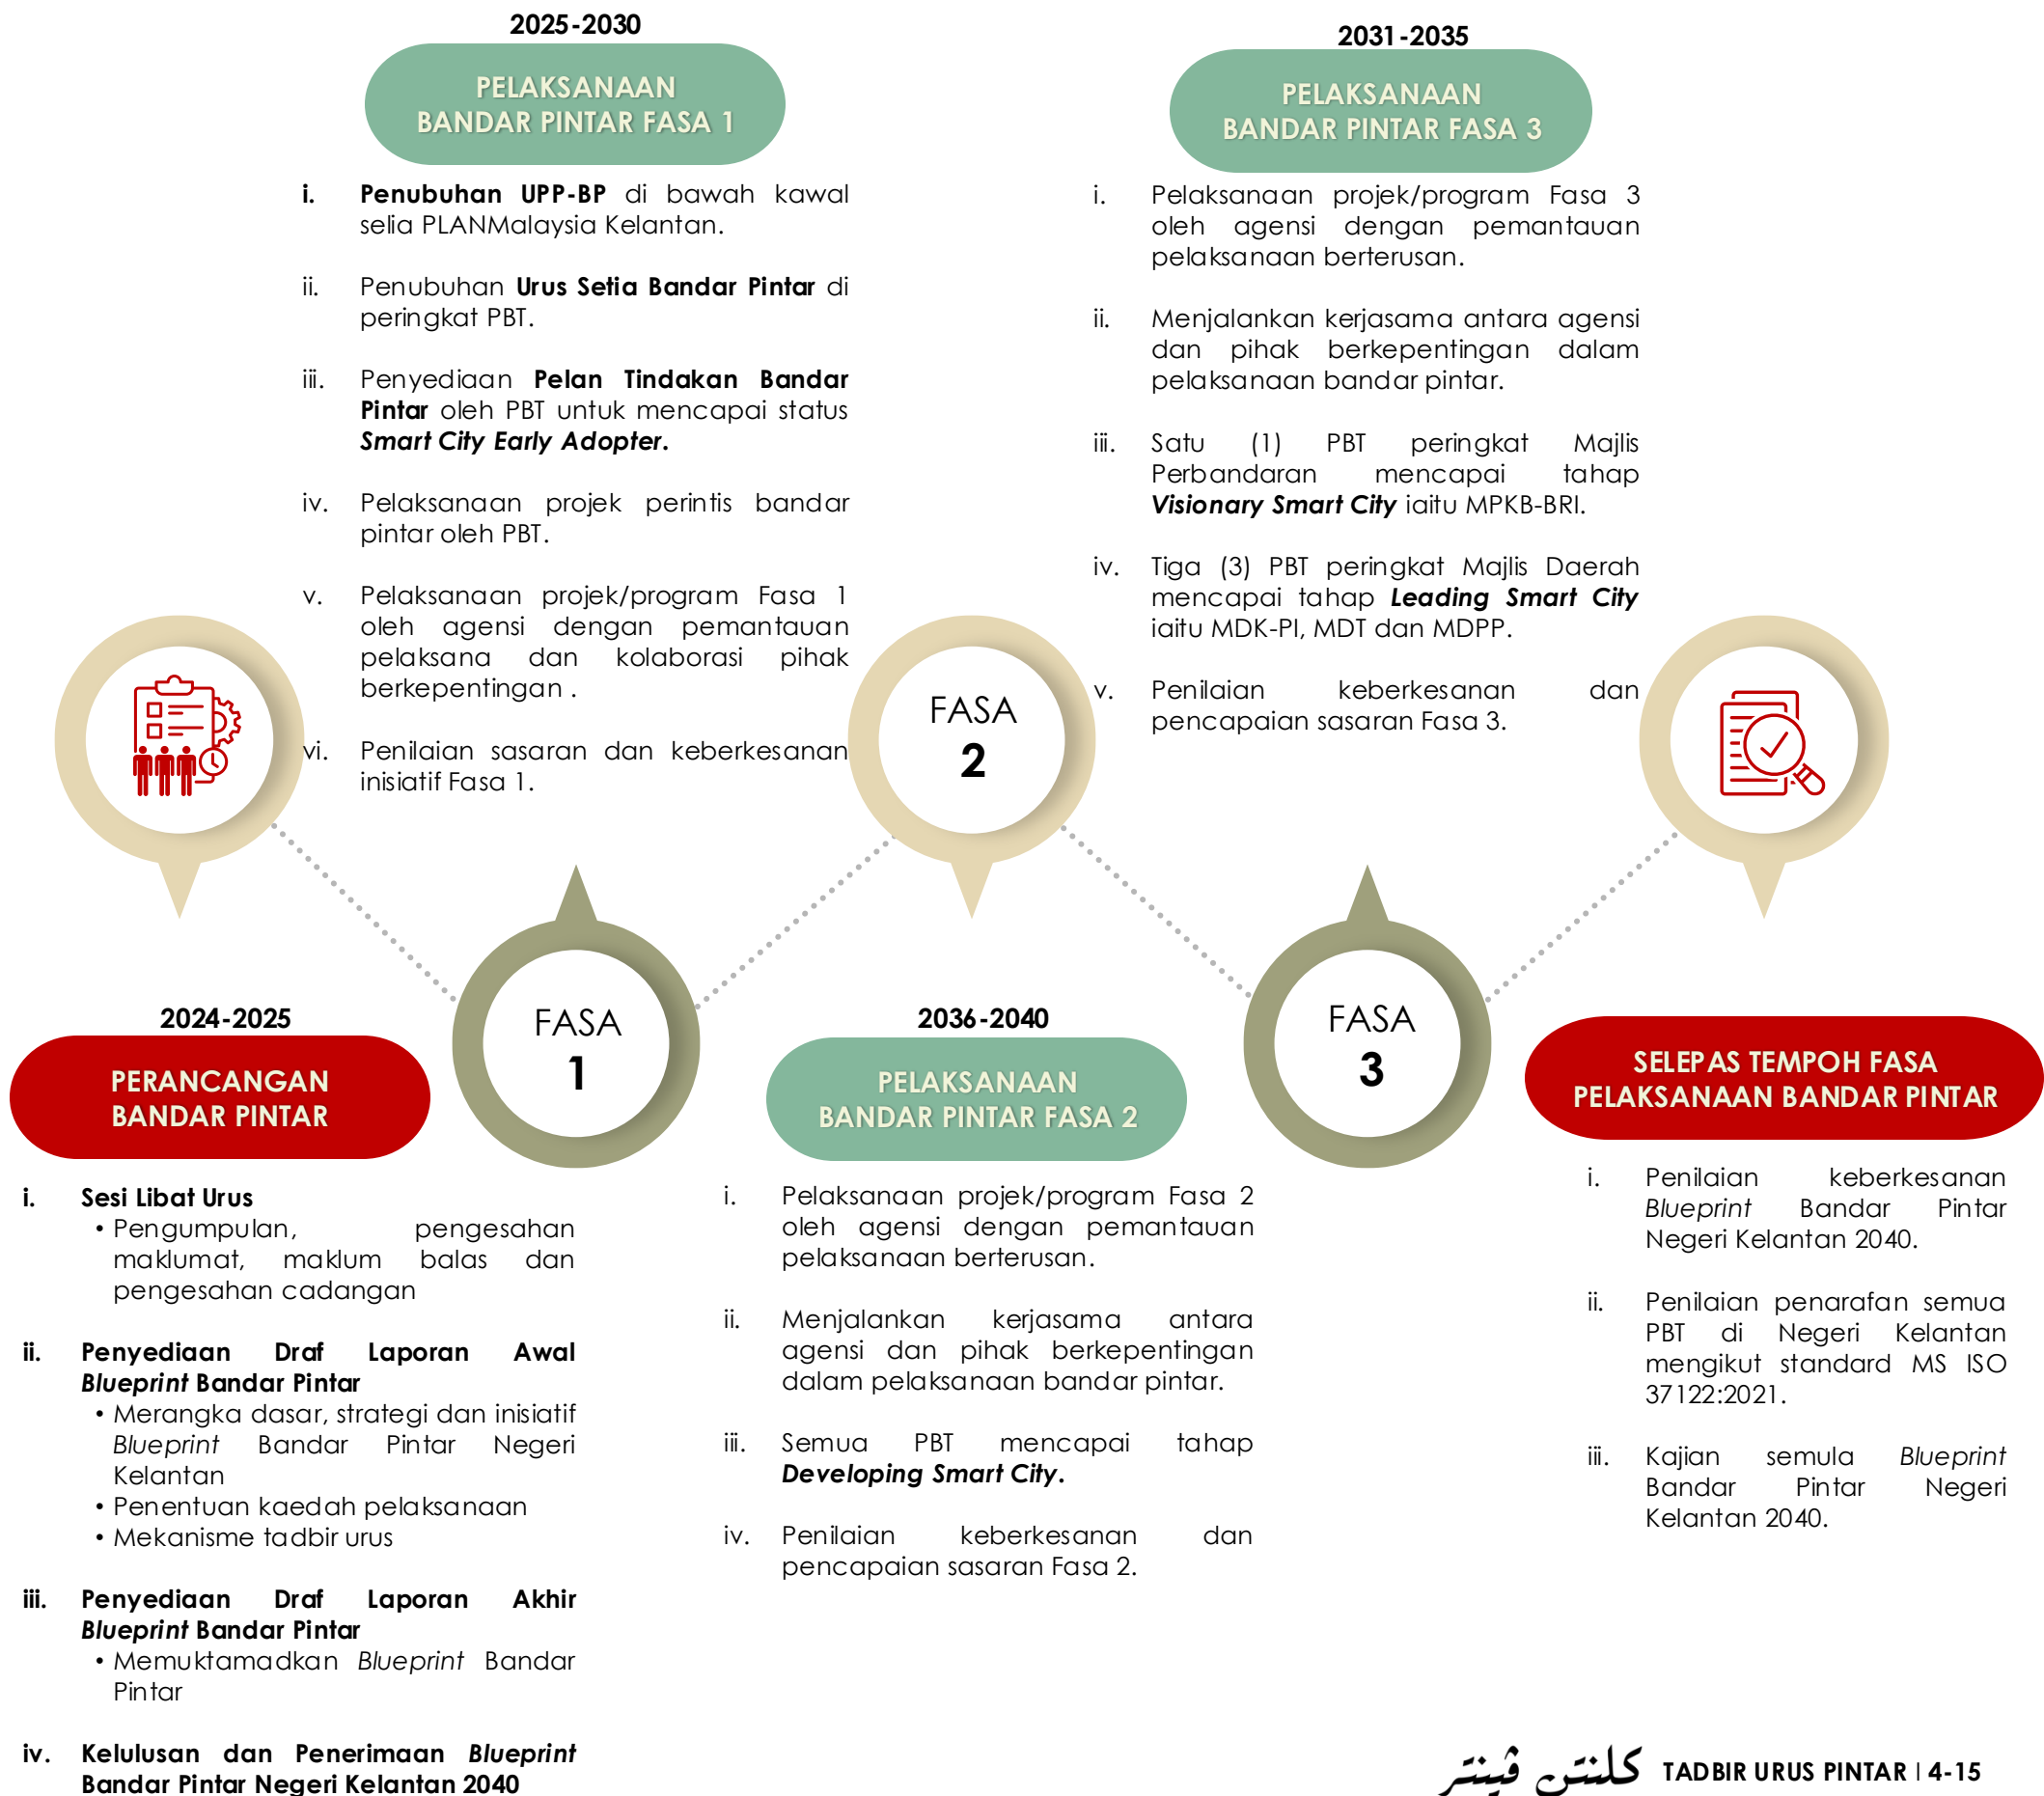 2025-2030
PELAKSANAAN
BANDAR PINTAR FASA 1
i. Penubuhan UPP-BP di bawah kawal
selia PLANMalaysia Kelantan.
ii. Penubuhan Urus Setia Bandar Pintar di
peringkat PBT.
iii. Penyediaan Pelan Tindakan Bandar
Pintar oleh PBT untuk mencapai status
Smart City Early Adopter.
iv. Pelaksanaan projek perintis bandar
pintar oleh PBT.
v. Pelaksanaan projek/program Fasa 1
oleh agensi dengan pemantauan
pelaksana dan kolaborasi pihak
berkepentingan .
vi. Penilaian sasaran dan keberkesanan
inisiatif Fasa 1.
2031-2035
PELAKSANAAN
BANDAR PINTAR FASA 3
i. Pelaksanaan projek/program Fasa 3
oleh agensi dengan pemantauan
pelaksanaan berterusan.
ii. Menjalankan kerjasama antara agensi
dan pihak berkepentingan dalam
pelaksanaan bandar pintar.
iii. Satu (1) PBT peringkat Majlis
Perbandaran mencapai tahap
Visionary Smart City iaitu MPKB-BRI.
iv. Tiga (3) PBT peringkat Majlis Daerah
mencapai tahap Leading Smart City
iaitu MDK-PI, MDT dan MDPP.
v. Penilaian keberkesanan dan
pencapaian sasaran Fasa 3.
FASA
2
FASA
1
FASA
3
2024-2025
PERANCANGAN
BANDAR PINTAR
i. Sesi Libat Urus
• Pengumpulan, pengesahan
maklumat, maklum balas dan
pengesahan cadangan
ii. Penyediaan Draf Laporan Awal
Blueprint Bandar Pintar
• Merangka dasar, strategi dan inisiatif
Blueprint Bandar Pintar Negeri
Kelantan
• Penentuan kaedah pelaksanaan
• Mekanisme tadbir urus
iii. Penyediaan Draf Laporan Akhir
Blueprint Bandar Pintar
• Memuktamadkan Blueprint Bandar
Pintar
iv. Kelulusan dan Penerimaan Blueprint
Bandar Pintar Negeri Kelantan 2040
2036-2040
PELAKSANAAN
BANDAR PINTAR FASA 2
i. Pelaksanaan projek/program Fasa 2
oleh agensi dengan pemantauan
pelaksanaan berterusan.
ii. Menjalankan kerjasama antara
agensi dan pihak berkepentingan
dalam pelaksanaan bandar pintar.
iii. Semua PBT mencapai tahap
Developing Smart City.
iv. Penilaian keberkesanan dan
pencapaian sasaran Fasa 2.
SELEPAS TEMPOH FASA
PELAKSANAAN BANDAR PINTAR
i. Penilaian keberkesanan
Blueprint Bandar Pintar
Negeri Kelantan 2040.
ii. Penilaian penarafan semua
PBT di Negeri Kelantan
mengikut standard MS ISO
37122:2021.
iii. Kajian semula Blueprint
Bandar Pintar Negeri
Kelantan 2040.
كلنتن ڤينتر TADBIR URUS PINTAR | 4-15